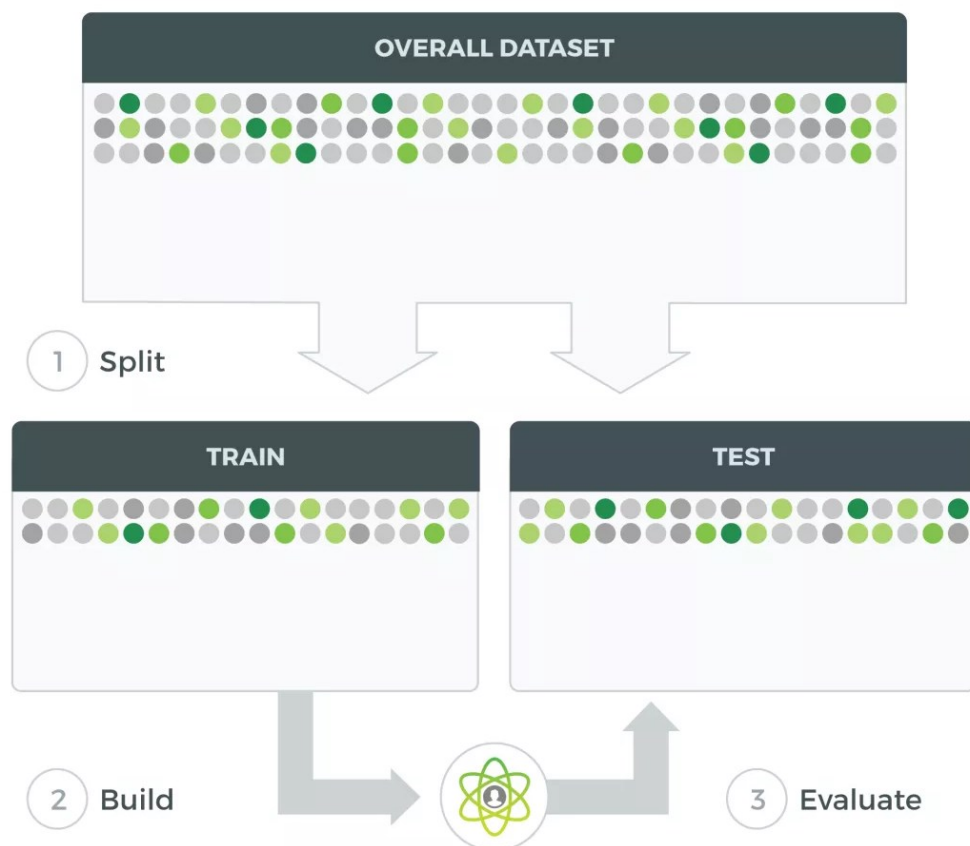 OVERALL DATASET
1 Split
TRAIN
TEST
2 Build
3 Evaluate